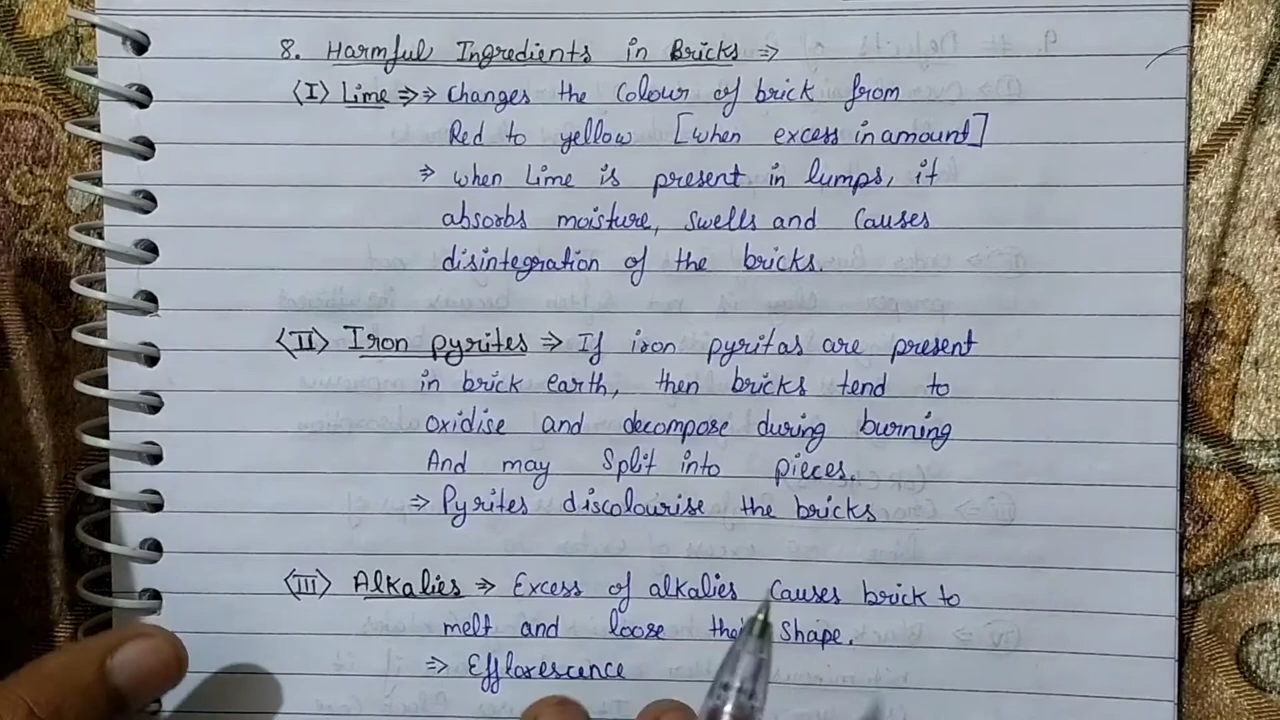 8. Harmful Ingredients in Bricks ⇒
(I) Lime ⇒⇒ Changes the Colour of brick from
Red to yellow [when excess in amount]
⇒ when Lime is present in lumps, it
absorbs moisture, swells and causes
disintegration of the bricks.
(II) Iron pyrites ⇒ If iron pyritas are present
in brick earth, then bricks tend to
oxidise and decompose during burning
And may Split into pieces.
⇒ Pyrites discolourise the bricks
(III) Alkalies ⇒ Excess of alkalies Causes brick to
melt and loose their Shape.
⇒ Efflorescence